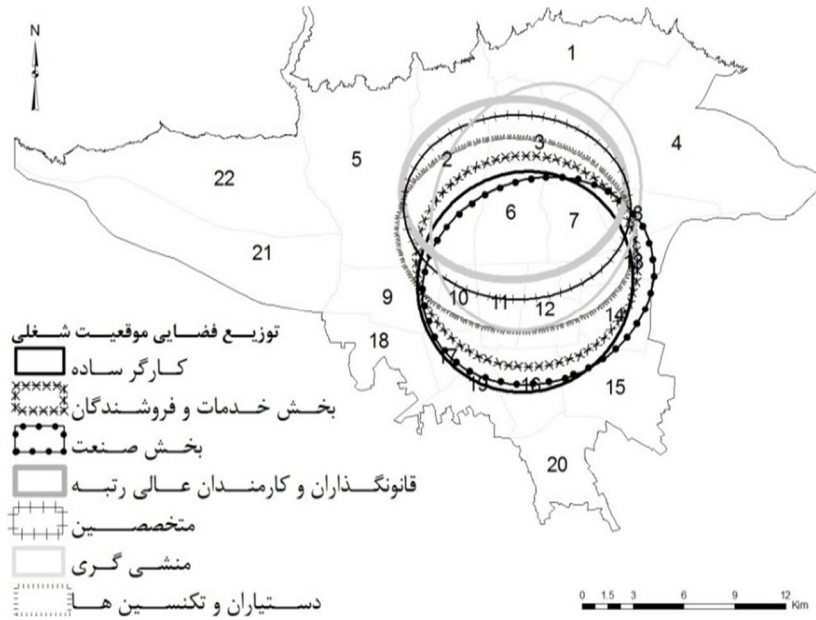 N
1
4
3
2
5
22
6
7
8
21
13
9
10
11
12
14
18
17
19
16
15
20
توزیع فضایی موقعیت شغلی
کارگر ساده
بخش خدمات و فروشندگان
بخش صنعت
قانونگذاران و کارمندان عالی رتبه
متخصصین
منشی گری
دستیاران و تکنسین ها
0 1.5 3 6 9 12
Kim